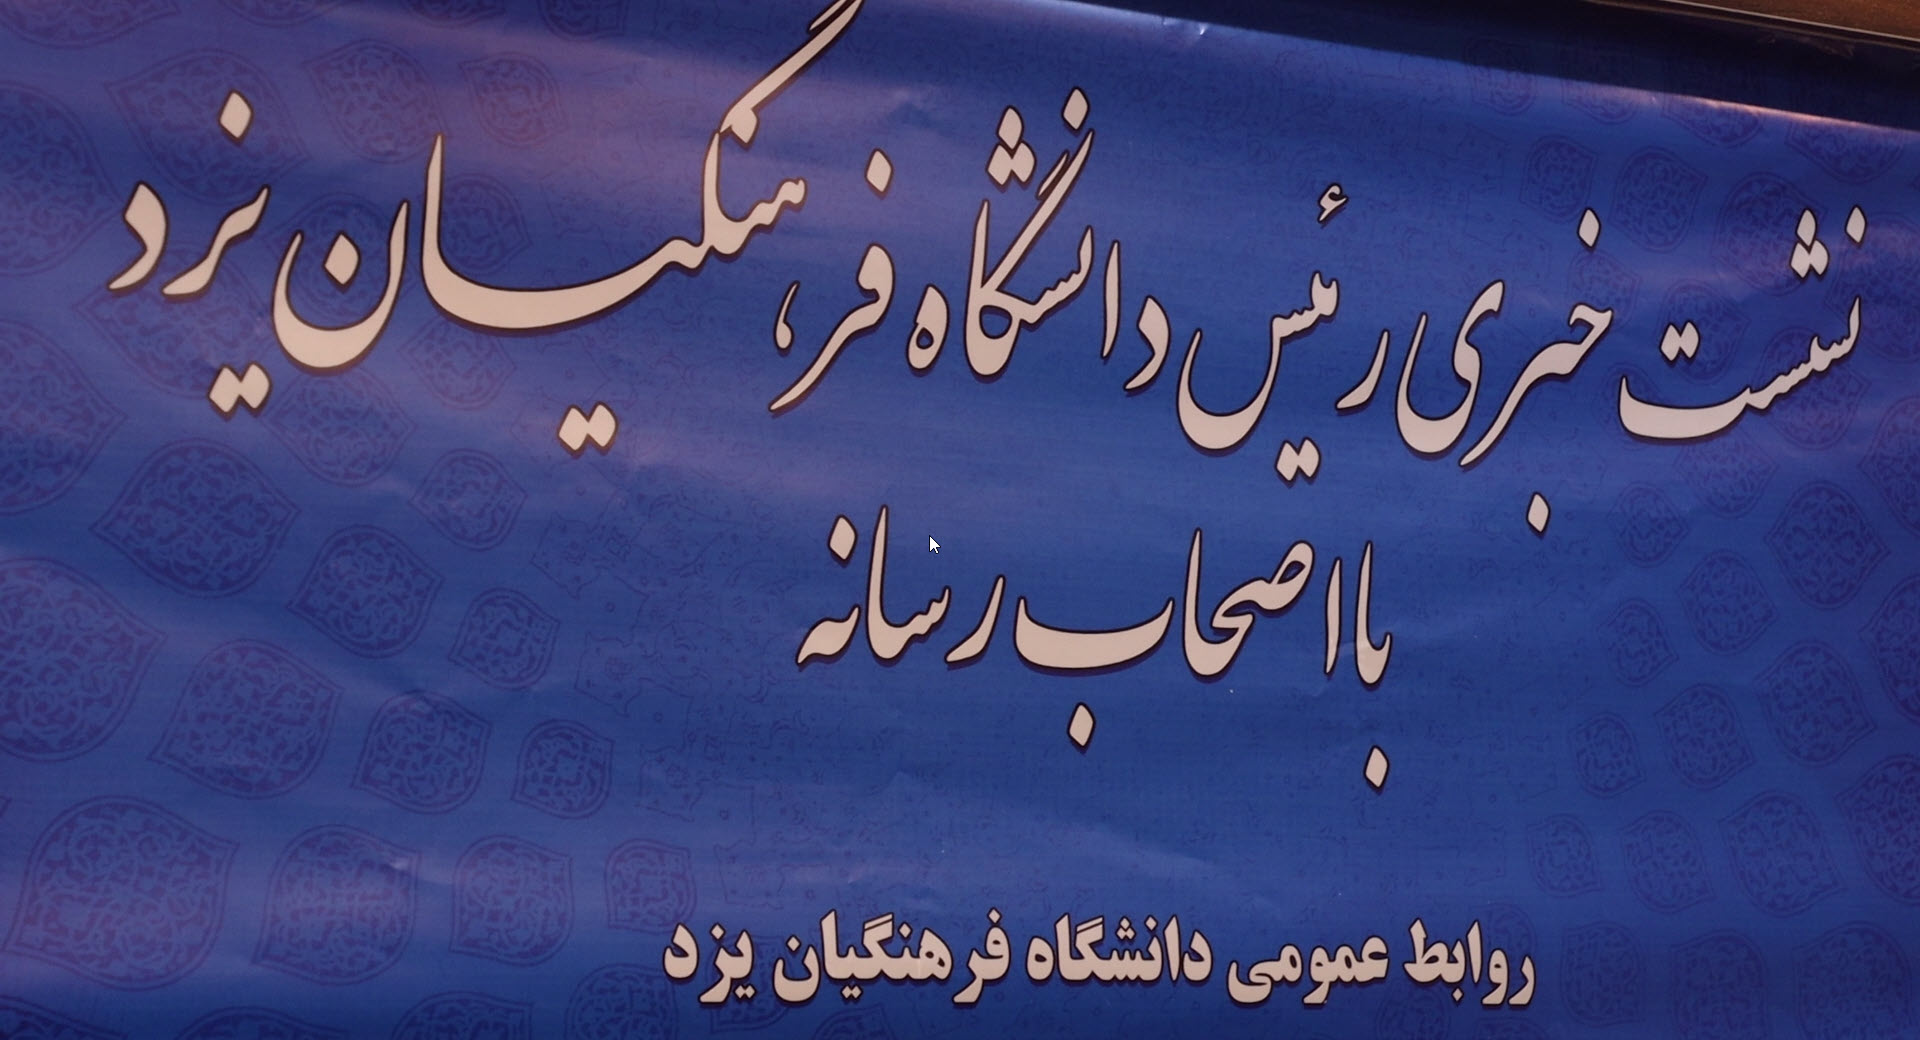 نشست خبری رئیس دانشگاه فرهنگیان یزد
با اصحاب رسانه
روابط عمومی دانشگاه فرهنگیان یزد